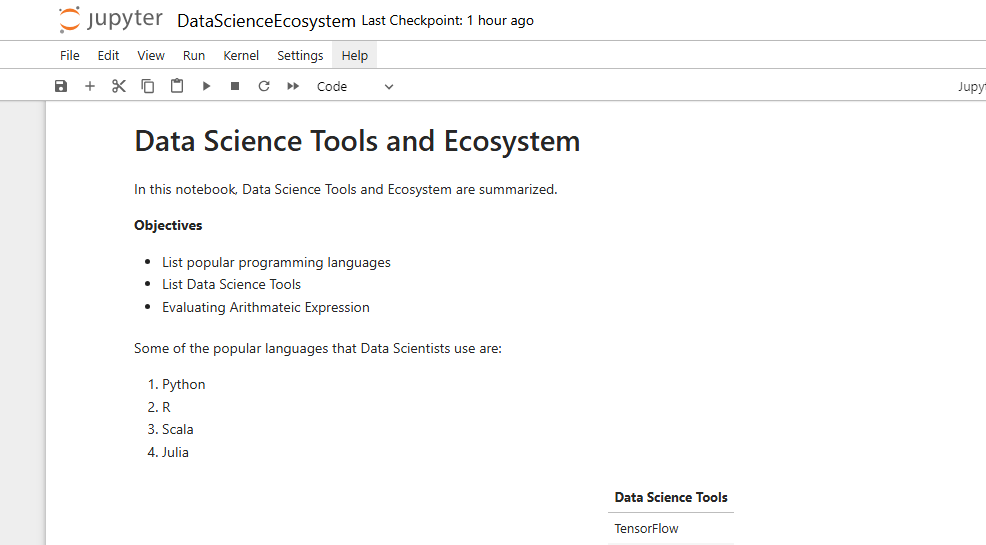 jupyter DataScienceEcosystem Last Checkpoint: 1 hour ago
File Edit View Run Kernel Settings Help
Code
Data Science Tools and Ecosystem
In this notebook, Data Science Tools and Ecosystem are summarized.
Objectives
• List popular programming languages
• List Data Science Tools
• Evaluating Arithmateic Expression
Some of the popular languages that Data Scientists use are:
1. Python
2. R
3. Scala
4. Julia
Data Science Tools
TensorFlow